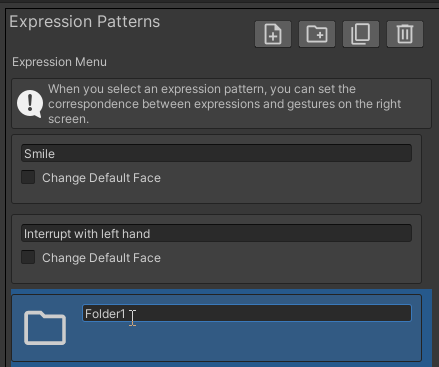 Expression Patterns
Expression Menu
When you select an expression pattern, you can set the
correspondence between expressions and gestures on the right
screen.
Smile
Change Default Face
Interrupt with left hand
Change Default Face
Folder1